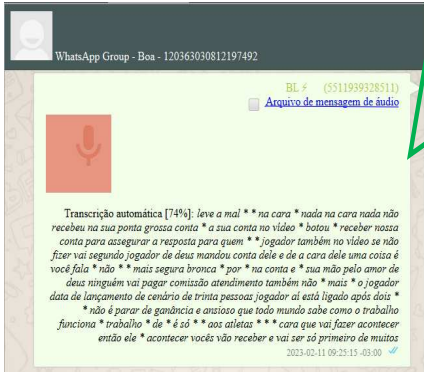 WhatsApp Group - Boa - 120363030812197492
BL ⚡ (5511939328511)
Arquivo de mensagem de áudio
Transcrição automática [74%]: leve a mal * * na cara * nada na cara nada não
recebeu na sua ponta grossa conta * a sua conta no vídeo * botou * receber nossa
conta para assegurar a resposta para quem * * jogador também no vídeo se não
fizer vai segundo jogador de deus mandou conta dele e de a cara dele uma coisa é
você fala * não * * mais segura bronca * por * na conta e * sua mão pelo amor de
deus ninguém vai pagar comissão atendimento também não * mais * o jogador
data de lançamento de cenário de trinta pessoas jogador al está ligado após dois *
* não é parar de ganância e ansioso que todo mundo sabe como o trabalho
funciona * trabalho * de * é só * * aos atletas * * * cara que vai fazer acontecer
então ele * acontecer vocês vão receber e vai ser só primeiro de muitos
2023-02-11 09:25:15 -03:00